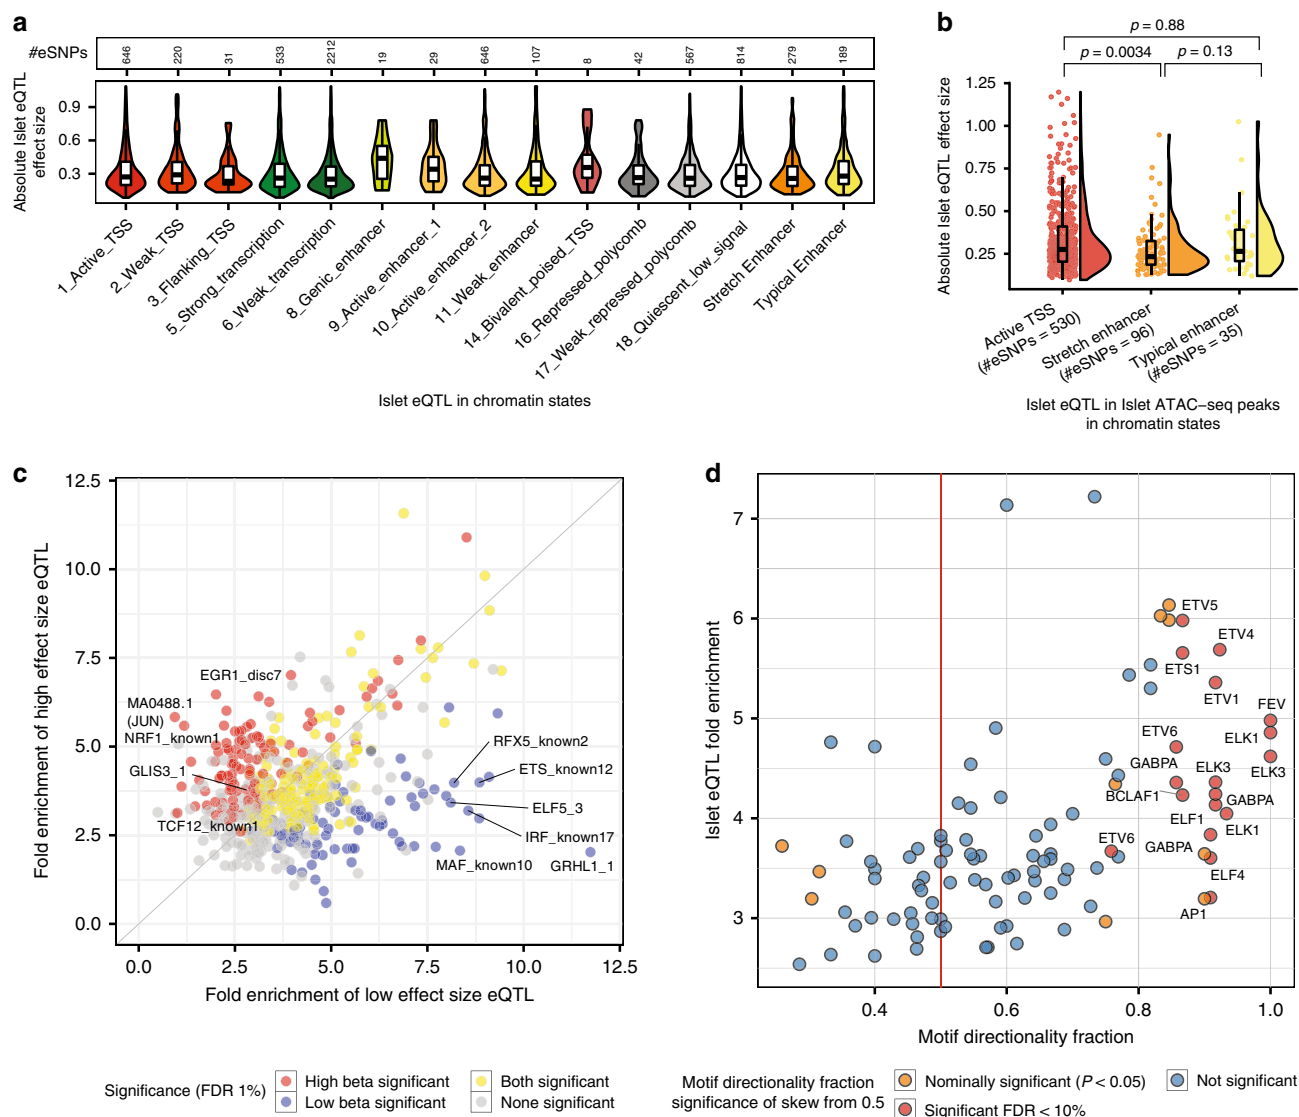 a
#eSNPs
646 220 31 533 2212 19 29 646 107 8 42 567 814 279 189
Absolute Islet eQTL
effect size
0.9
0.6
0.3
1_Active_TSS
2_Weak_TSS
3_Flanking_TSS
5_Strong_transcription
6_Weak_transcription
8_Genic_enhancer
9_Active_enhancer_1
10_Active_enhancer_2
11_Weak_enhancer
14_Bivalent_poised_TSS
16_Repressed_polycomb
17_Weak_repressed_polycomb
18_Quiescent_low_signal
Stretch Enhancer
Typical Enhancer
Islet eQTL in chromatin states
b
p = 0.88
p = 0.0034
p = 0.13
Absolute Islet eQTL effect size
1.25
1.00
0.75
0.50
0.25
Active TSS
(#eSNPs = 530)
Stretch enhancer
(#eSNPs = 96)
Typical enhancer
(#eSNPs = 35)
Islet eQTL in Islet ATAC–seq peaks
in chromatin states
c
Fold enrichment of high effect size eQTL
12.5
10.0
7.5
5.0
2.5
0.0
EGR1_disc7
MA0488.1
(JUN)
NRF1_known1
GLIS3_1
TCF12_known1
RFX5_known2
ETS_known12
ELF5_3
IRF_known17
MAF_known10
GRHL1_1
0.0 2.5 5.0 7.5 10.0 12.5
Fold enrichment of low effect size eQTL
Significance (FDR 1%)
High beta significant
Low beta significant
Both significant
None significant
d
Islet eQTL fold enrichment
7
6
5
4
3
ETV5
ETV4
ETS1
ETV1
FEV
ETV6
ELK1
GABPA
ELK3
ELK3
BCLAF1
GABPA
ELF1
ELK1
ETV6
GABPA
ELF4
AP1
0.4 0.6 0.8 1.0
Motif directionality fraction
Motif directionality fraction
significance of skew from 0.5
Nominally significant (P < 0.05)
Significant FDR < 10%
Not significant